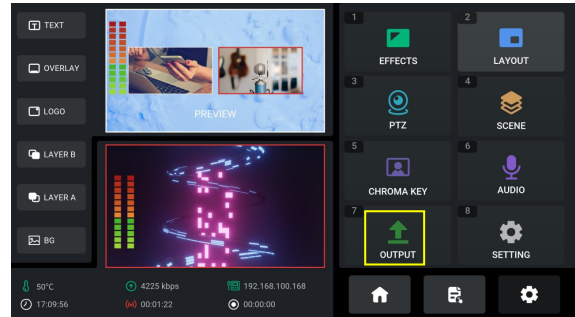 TEXT
OVERLAY
LOGO
LAYER B
LAYER A
BG
PREVIEW
1
EFFECTS
2
LAYOUT
3
PTZ
4
SCENE
5
CHROMA KEY
6
AUDIO
7
OUTPUT
8
SETTING
50°C
4225 kbps
192.168.100.168
17:09:56
00:01:22
00:00:00